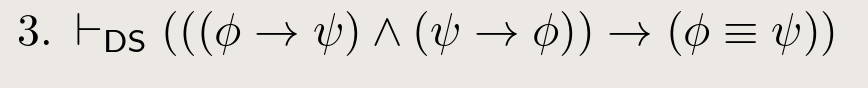 3. ⊢DS (((ϕ → ψ) ∧ (ψ → ϕ)) → (ϕ ≡ ψ))